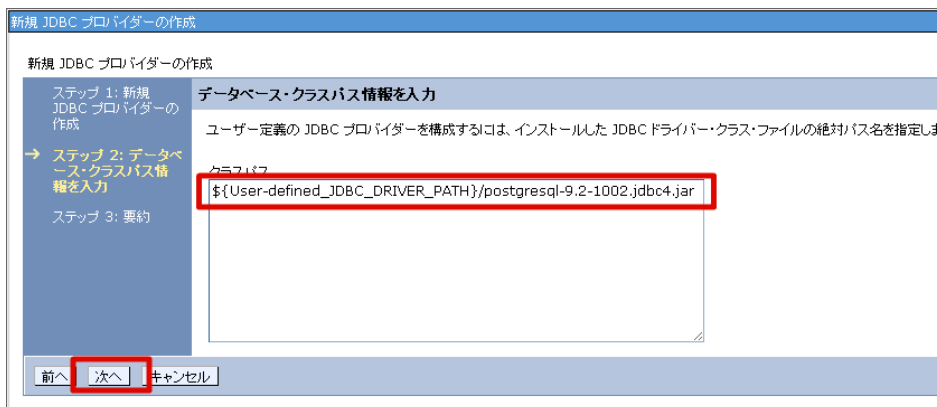 新規 JDBC プロバイダーの作成
新規 JDBC プロバイダーの作成
ステップ 1: 新規
JDBC プロバイダーの
作成
→ ステップ 2: データベ
ース・クラスパス情
報を入力
ステップ 3: 要約
データベース・クラスパス情報を入力
ユーザー定義の JDBC プロバイダーを構成するには、インストールした JDBC ドライバー・クラス・ファイルの絶対パス名を指定しま
クラスパス
${User-defined_JDBC_DRIVER_PATH}/postgresql-9.2-1002.jdbc4.jar
前へ 次へ キャンセル